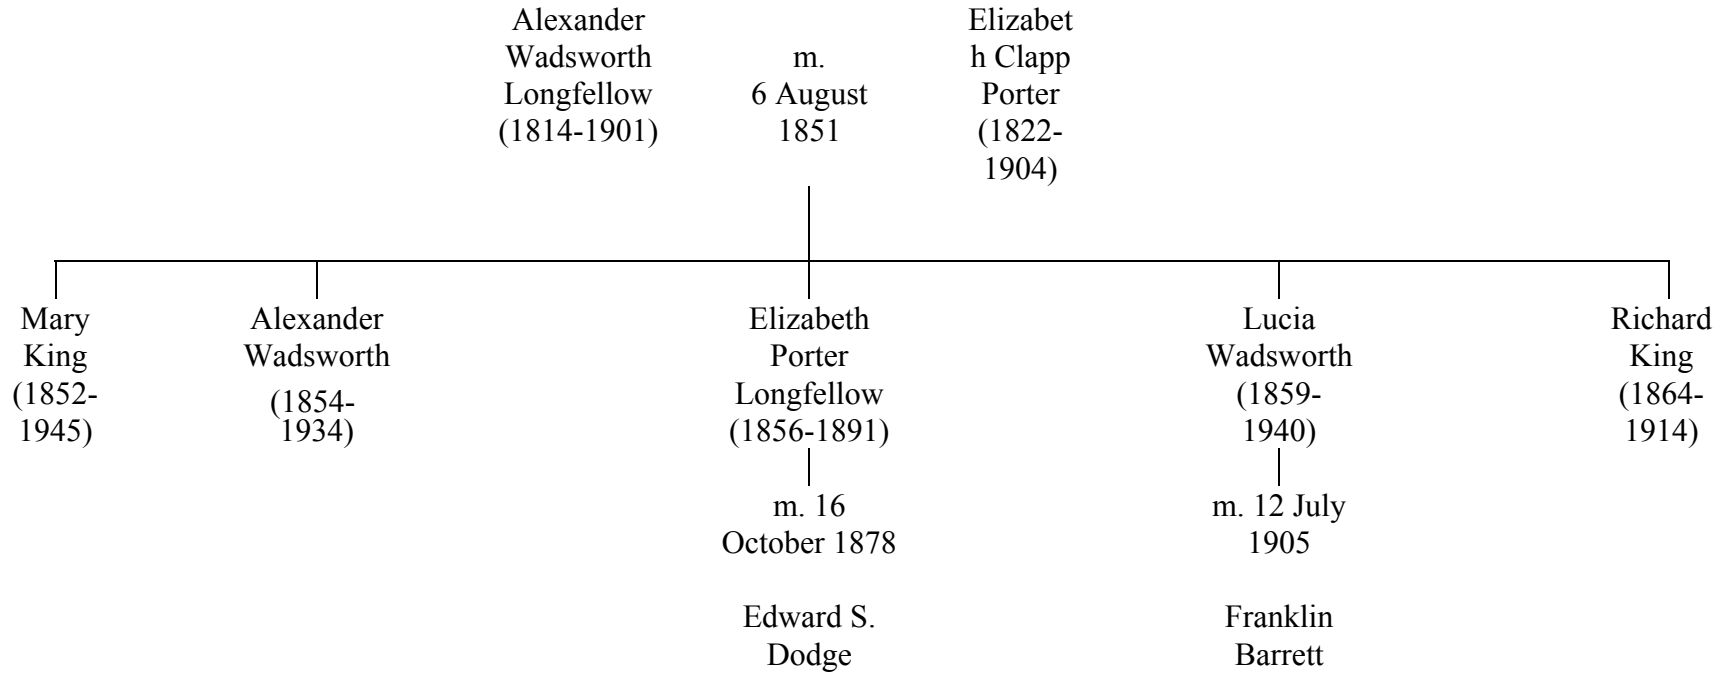 Alexander
Wadsworth
Longfellow
(1814-1901)
m.
6 August
1851
Elizabet
h Clapp
Porter
(1822-
1904)
Mary
King
(1852-
1945)
Alexander
Wadsworth
(1854-
1934)
Elizabeth
Porter
Longfellow
(1856-1891)
m. 16
October 1878
Edward S.
Dodge
Lucia
Wadsworth
(1859-
1940)
m. 12 July
1905
Franklin
Barrett
Richard
King
(1864-
1914)